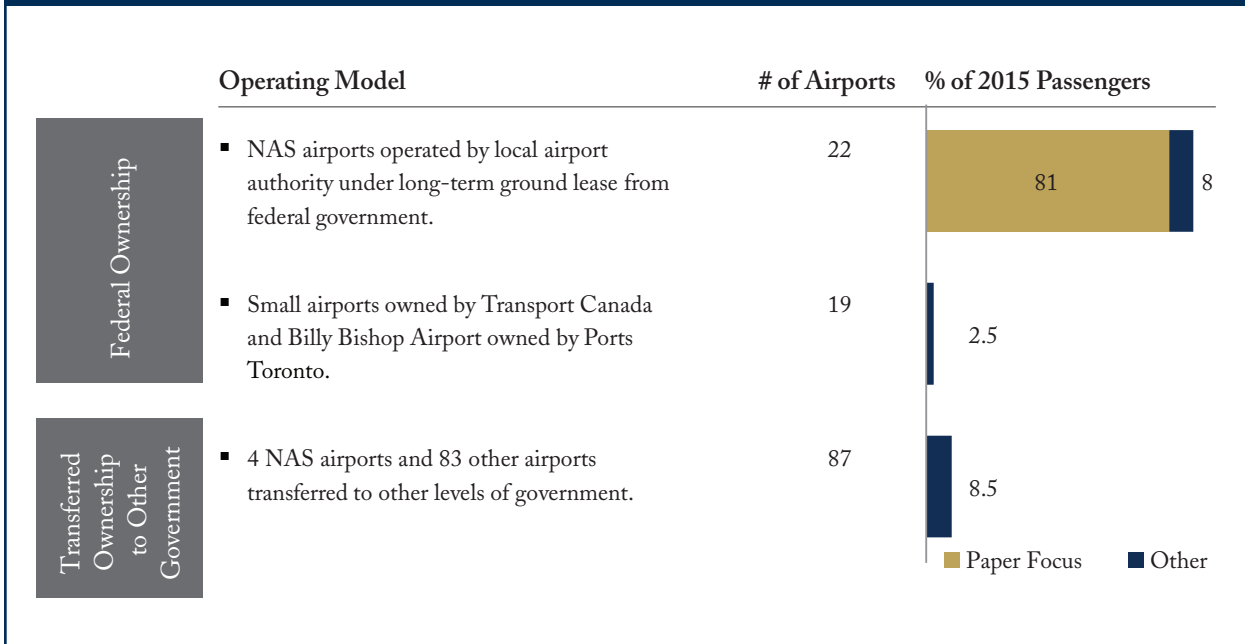 Operating Model
# of Airports
% of 2015 Passengers
Federal Ownership
▪ NAS airports operated by local airport
authority under long-term ground lease from
federal government.
22
81
8
▪ Small airports owned by Transport Canada
and Billy Bishop Airport owned by Ports
Toronto.
19
2.5
Transferred
Ownership
to Other
Government
▪ 4 NAS airports and 83 other airports
transferred to other levels of government.
87
8.5
Paper Focus
Other